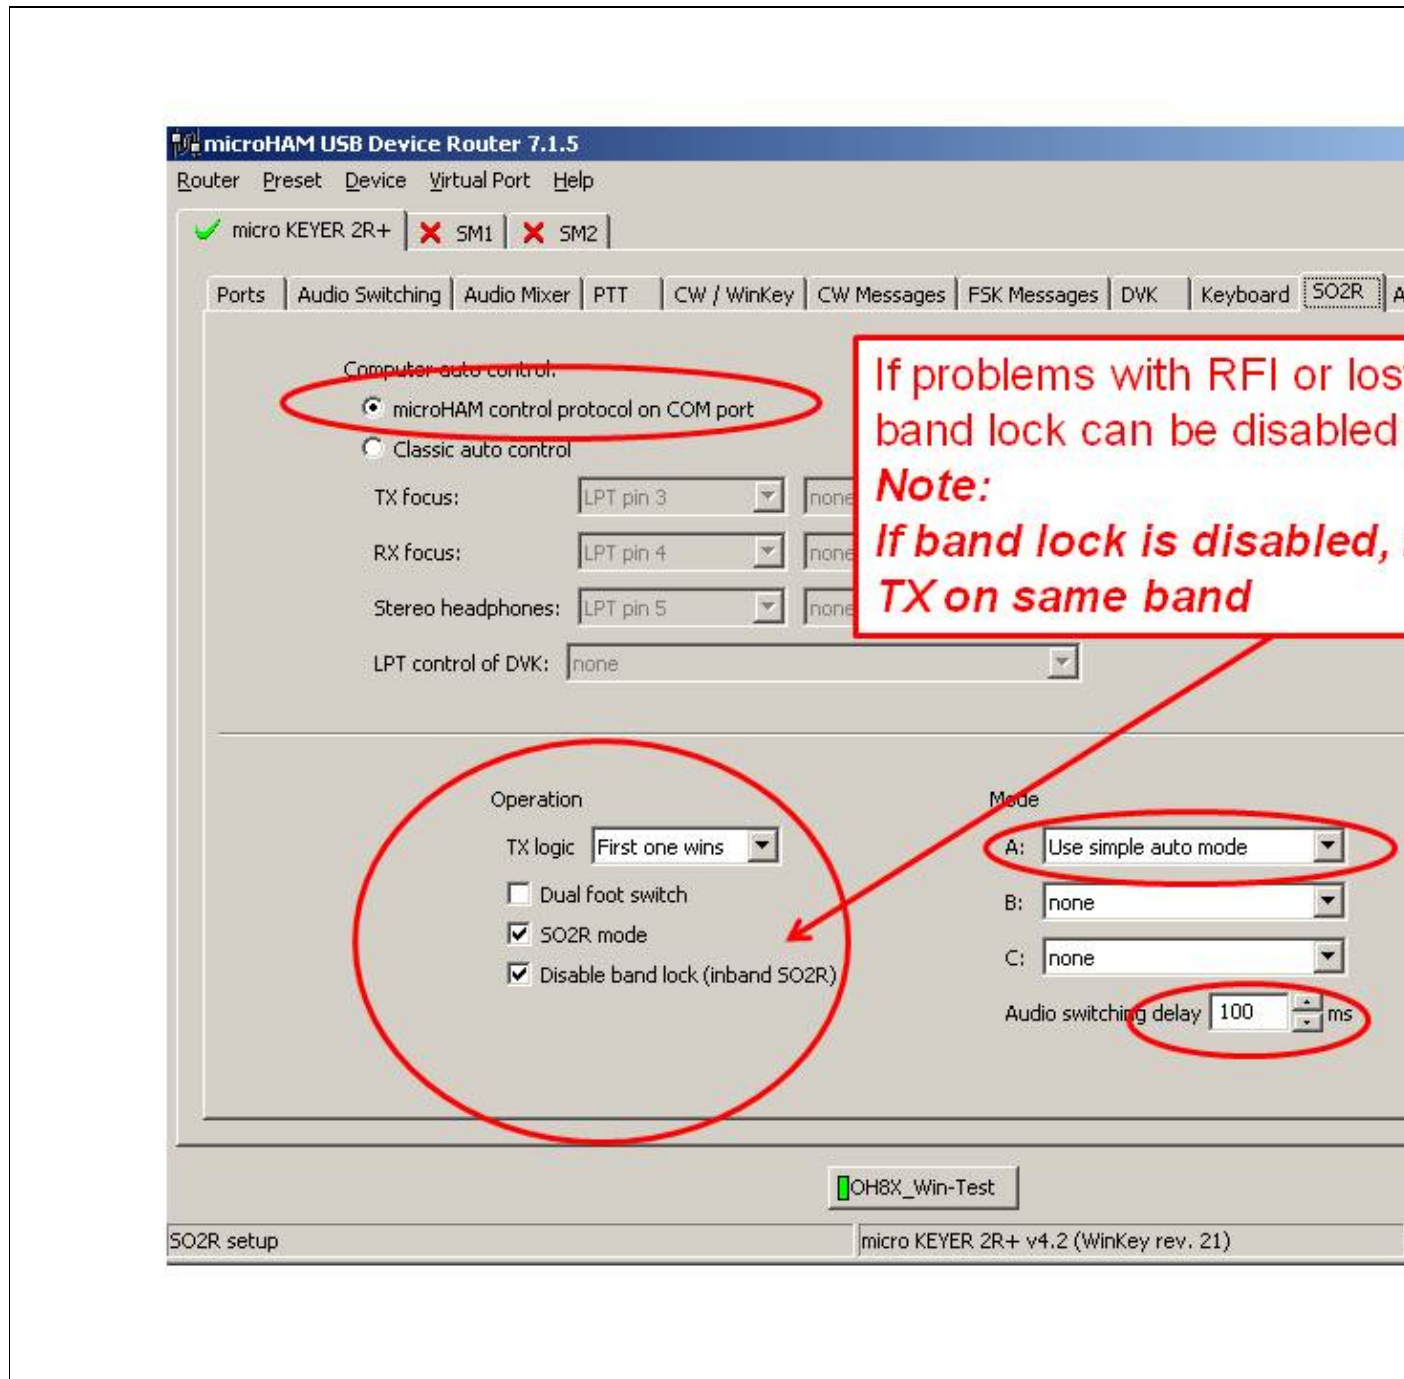 microHAM USB Device Router 7.1.5
Router Preset Device Virtual Port Help
micro KEYER 2R+ SM1 SM2
Ports Audio Switching Audio Mixer PTT CW / WinKey CW Messages FSK Messages DVK Keyboard SO2R
Computer auto control:
microHAM control protocol on COM port
Classic auto control
TX focus: LPT pin 3 none
RX focus: LPT pin 4 none
Stereo headphones: LPT pin 5 none
LPT control of DVK: none
If problems with RFI or
band lock can be disabled
Note:
If band lock is disabled,
TX on same band
Operation
TX logic First one wins
Dual foot switch
SO2R mode
Disable band lock (inband SO2R)
Mode
A: Use simple auto mode
B: none
C: none
Audio switching delay 100 ms
OH8X_Win-Test
SO2R setup
micro KEYER 2R+ v4.2 (WinKey rev. 21)